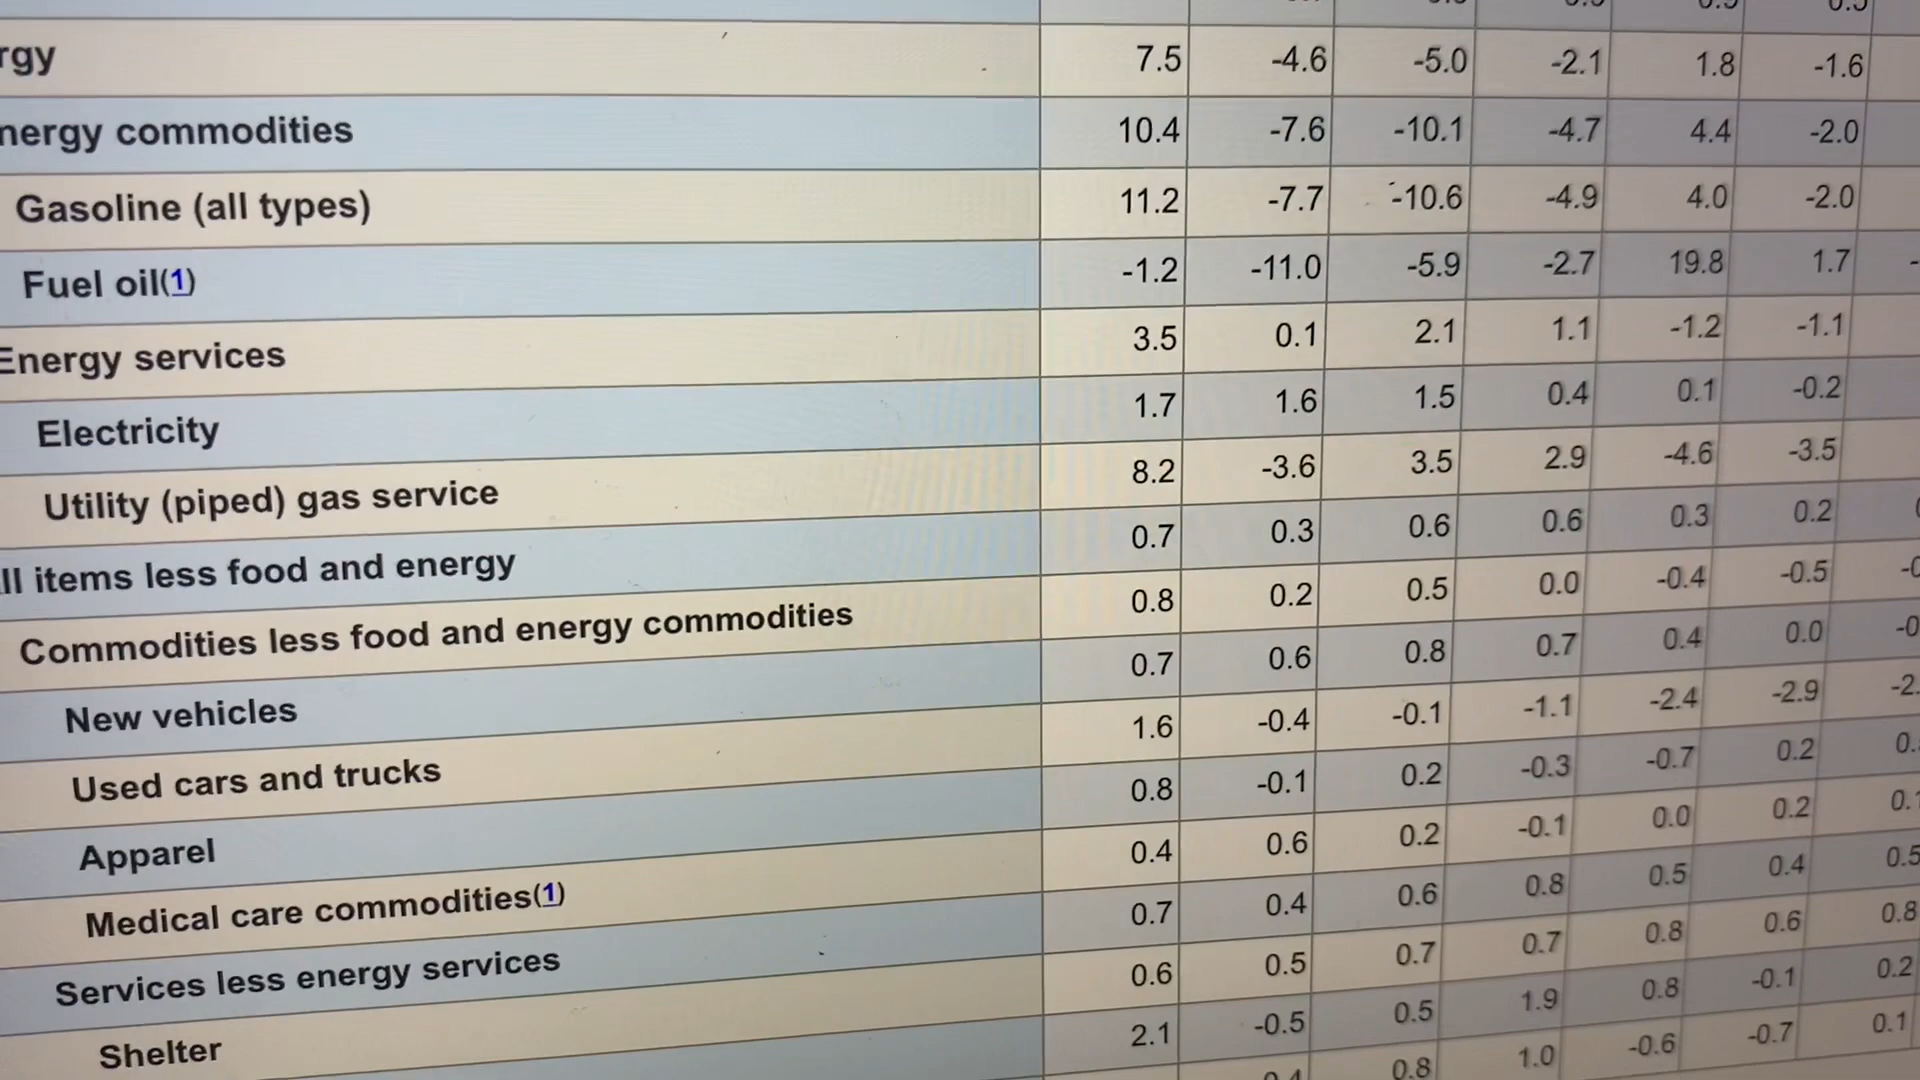 rgy 7.5 -4.6 -5.0 -2.1 1.8 -1.6
nergy commodities 10.4 -7.6 -10.1 -4.7 4.4 -2.0
Gasoline (all types) 11.2 -7.7 -10.6 -4.9 4.0 -2.0
Fuel oil(1) -1.2 -11.0 -5.9 -2.7 19.8 1.7
Energy services 3.5 0.1 2.1 1.1 -1.2 -1.1
Electricity 1.7 1.6 1.5 0.4 0.1 -0.2
Utility (piped) gas service 8.2 -3.6 3.5 2.9 -4.6 -3.5
ll items less food and energy 0.7 0.3 0.6 0.6 0.3 0.2
Commodities less food and energy commodities 0.8 0.2 0.5 0.0 -0.4 -0.5
New vehicles 0.7 0.6 0.8 0.7 0.4 0.0
Used cars and trucks 1.6 -0.4 -0.1 -1.1 -2.4 -2.9
Apparel 0.8 -0.1 0.2 -0.3 -0.7 0.2
Medical care commodities(1) 0.4 0.6 0.2 -0.1 0.0 0.2
Services less energy services 0.7 0.4 0.6 0.8 0.5 0.4 0.5
Shelter 0.6 0.5 0.7 0.7 0.8 0.6 0.8
2.1 -0.5 0.5 1.9 0.8 -0.1 0.2
0.8 1.0 -0.6 -0.7 0.1